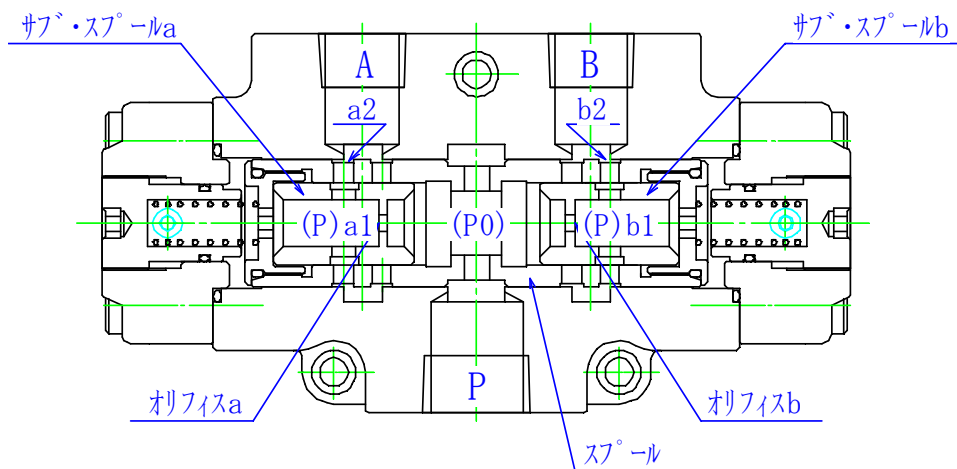 ｻﾌﾞ･ｽﾌﾟｰﾙa
ｻﾌﾞ･ｽﾌﾟｰﾙb
A
B
a2
b2
(P)a1
(P0)
(P)b1
P
ｵﾘﾌｨｽa
ｵﾘﾌｨｽb
ｽﾌﾟｰﾙ